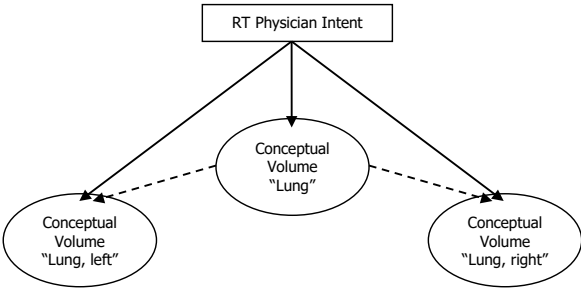 RT Physician Intent
Conceptual
Volume
“Lung”
Conceptual
Volume
“Lung, left”
Conceptual
Volume
“Lung, right”